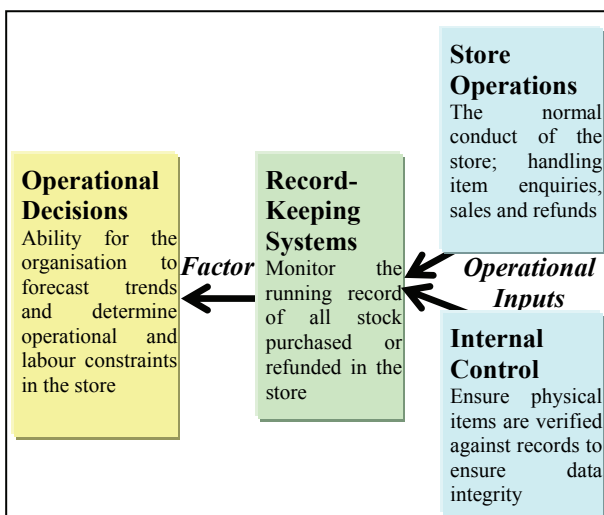 Store
Operations
The normal
conduct of the
store; handling
item enquiries,
sales and refunds
Operational
Decisions
Ability for the
organisation to
forecast trends
and determine
operational and
labour constraints
in the store
Factor
Record-
Keeping
Systems
Monitor the
running record
of all stock
purchased or
refunded in the
store
Operational
Inputs
Internal
Control
Ensure physical
items are verified
against records to
ensure data
integrity